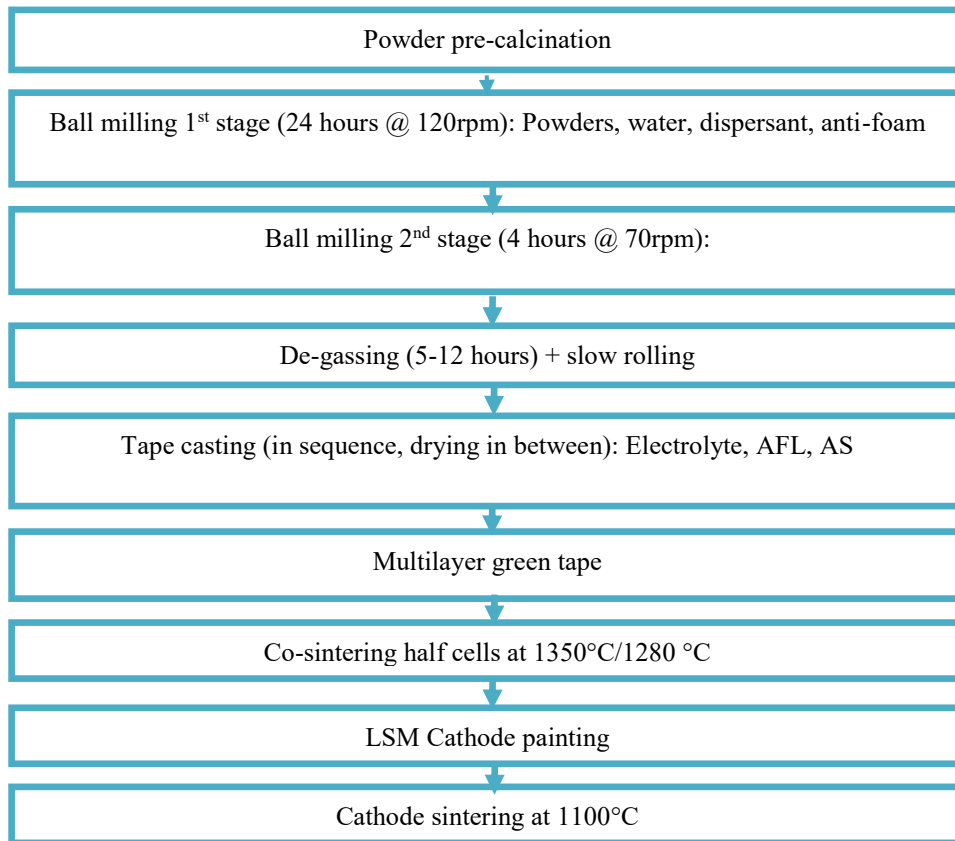 Powder pre-calcination
Ball milling 1st stage (24 hours @ 120rpm): Powders, water, dispersant, anti-foam
Ball milling 2nd stage (4 hours @ 70rpm):
De-gassing (5-12 hours) + slow rolling
Tape casting (in sequence, drying in between): Electrolyte, AFL, AS
Multilayer green tape
Co-sintering half cells at 1350°C/1280 °C
LSM Cathode painting
Cathode sintering at 1100°C